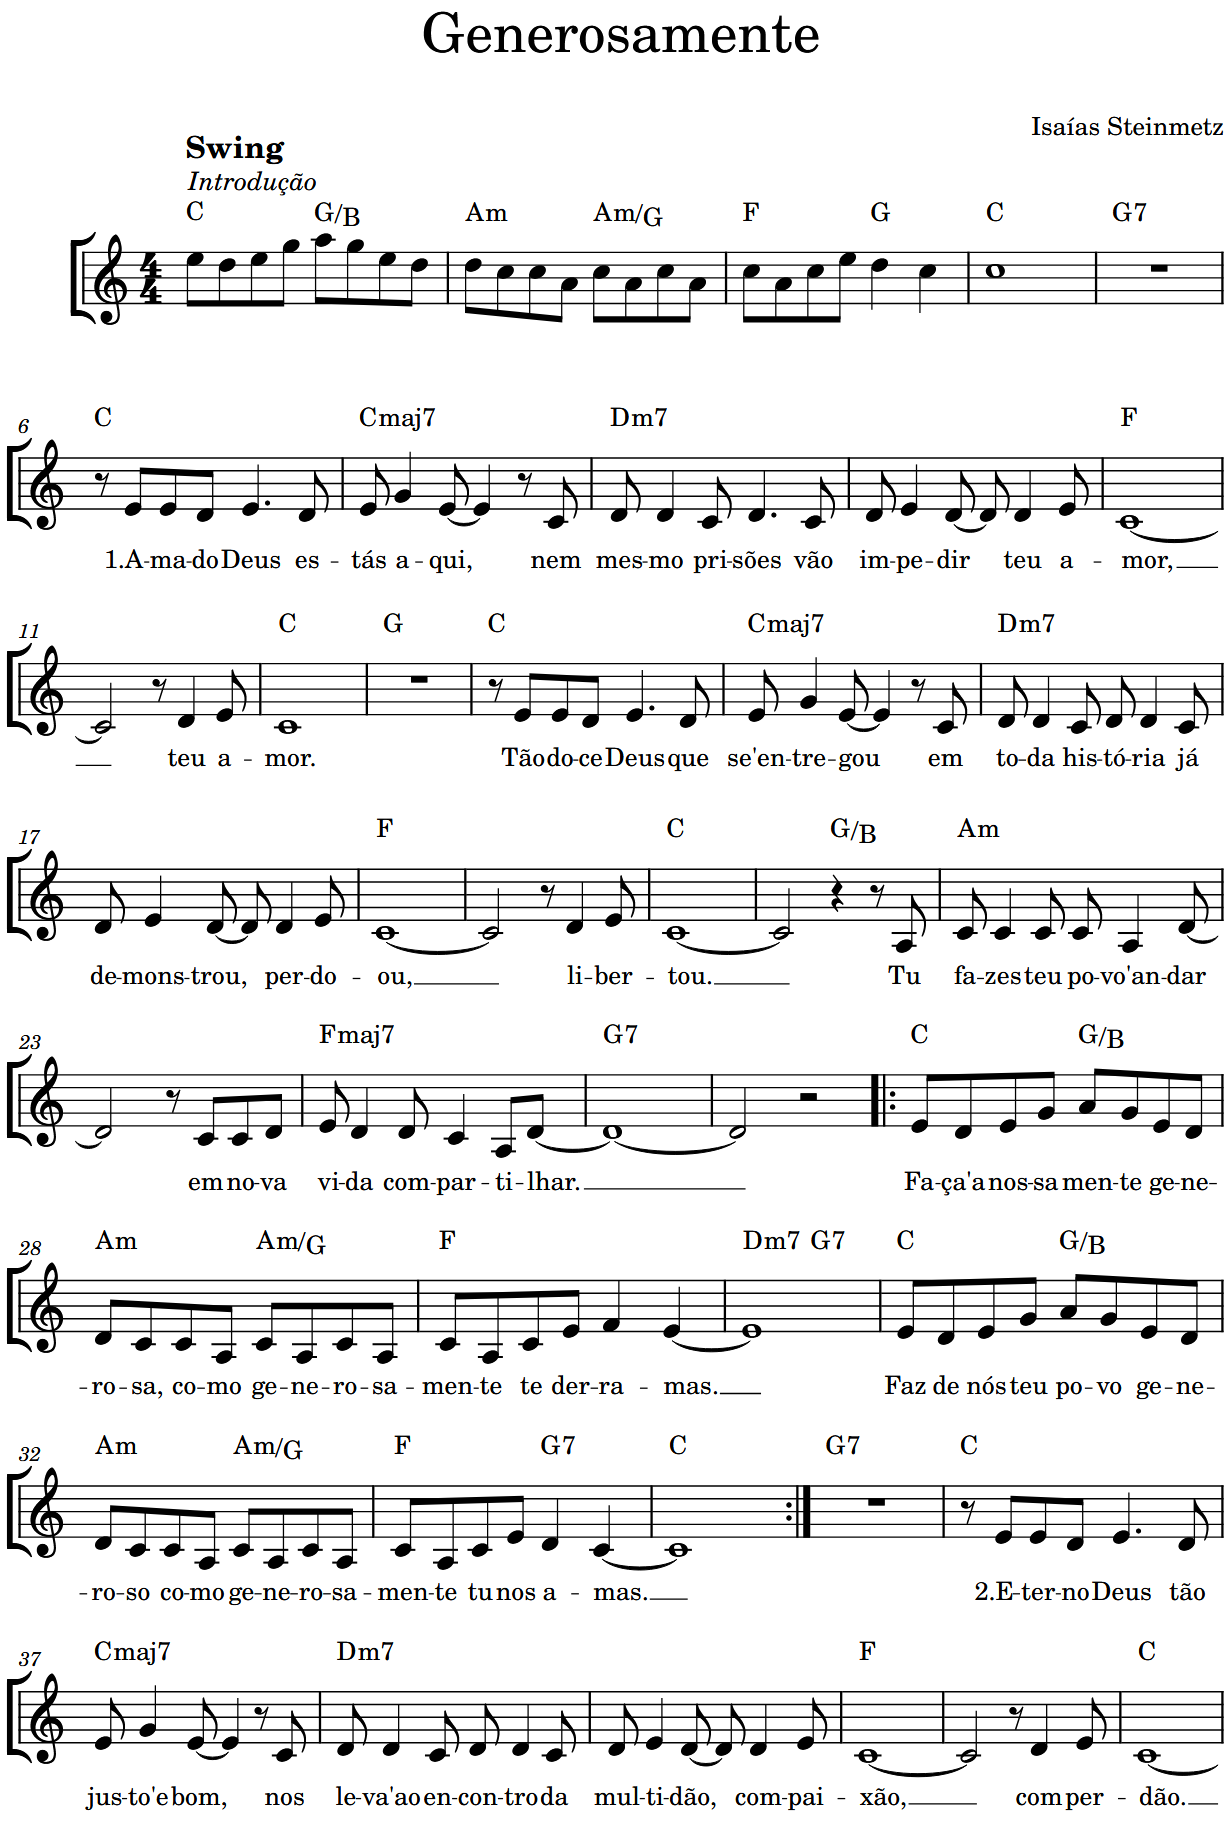 Generosamente
Isaías Steinmetz
Swing
Introdução
C G/B Am Am/G F G C G7
6 C Cmaj7 Dm7 F
1.A-ma-do Deus es - tás a - qui, nem mes-mo pri-sões vão im-pe-dir teu a - mor,
11 C G C Cmaj7 Dm7
teu a - mor. Tão do-ce Deus que se'en-tre-gou em to-da his-tó-ria já
17 F C G/B Am
de-mons-trou, per-do - ou, li-ber - tou. Tu fa-zes teu po-vo'an-dar
23 Fmaj7 G7 C G/B
em no-va vi-da com-par-ti-lhar. Fa-ça'a nos-sa men-te ge-ne-
28 Am Am/G F Dm7 G7 C G/B
-ro-sa, co-mo ge-ne-ro-sa - men-te te der-ra - mas. Faz de nós teu po-vo ge-ne-
32 Am Am/G F G7 C G7 C
-ro-so co-mo ge-ne-ro-sa - men-te tu nos a - mas. 2.E-ter-no Deus tão
37 Cmaj7 Dm7 F C
jus-to'e bom, nos le-va'ao en-con-tro da mul-ti-dão, com-pai - xão, com per - dão.